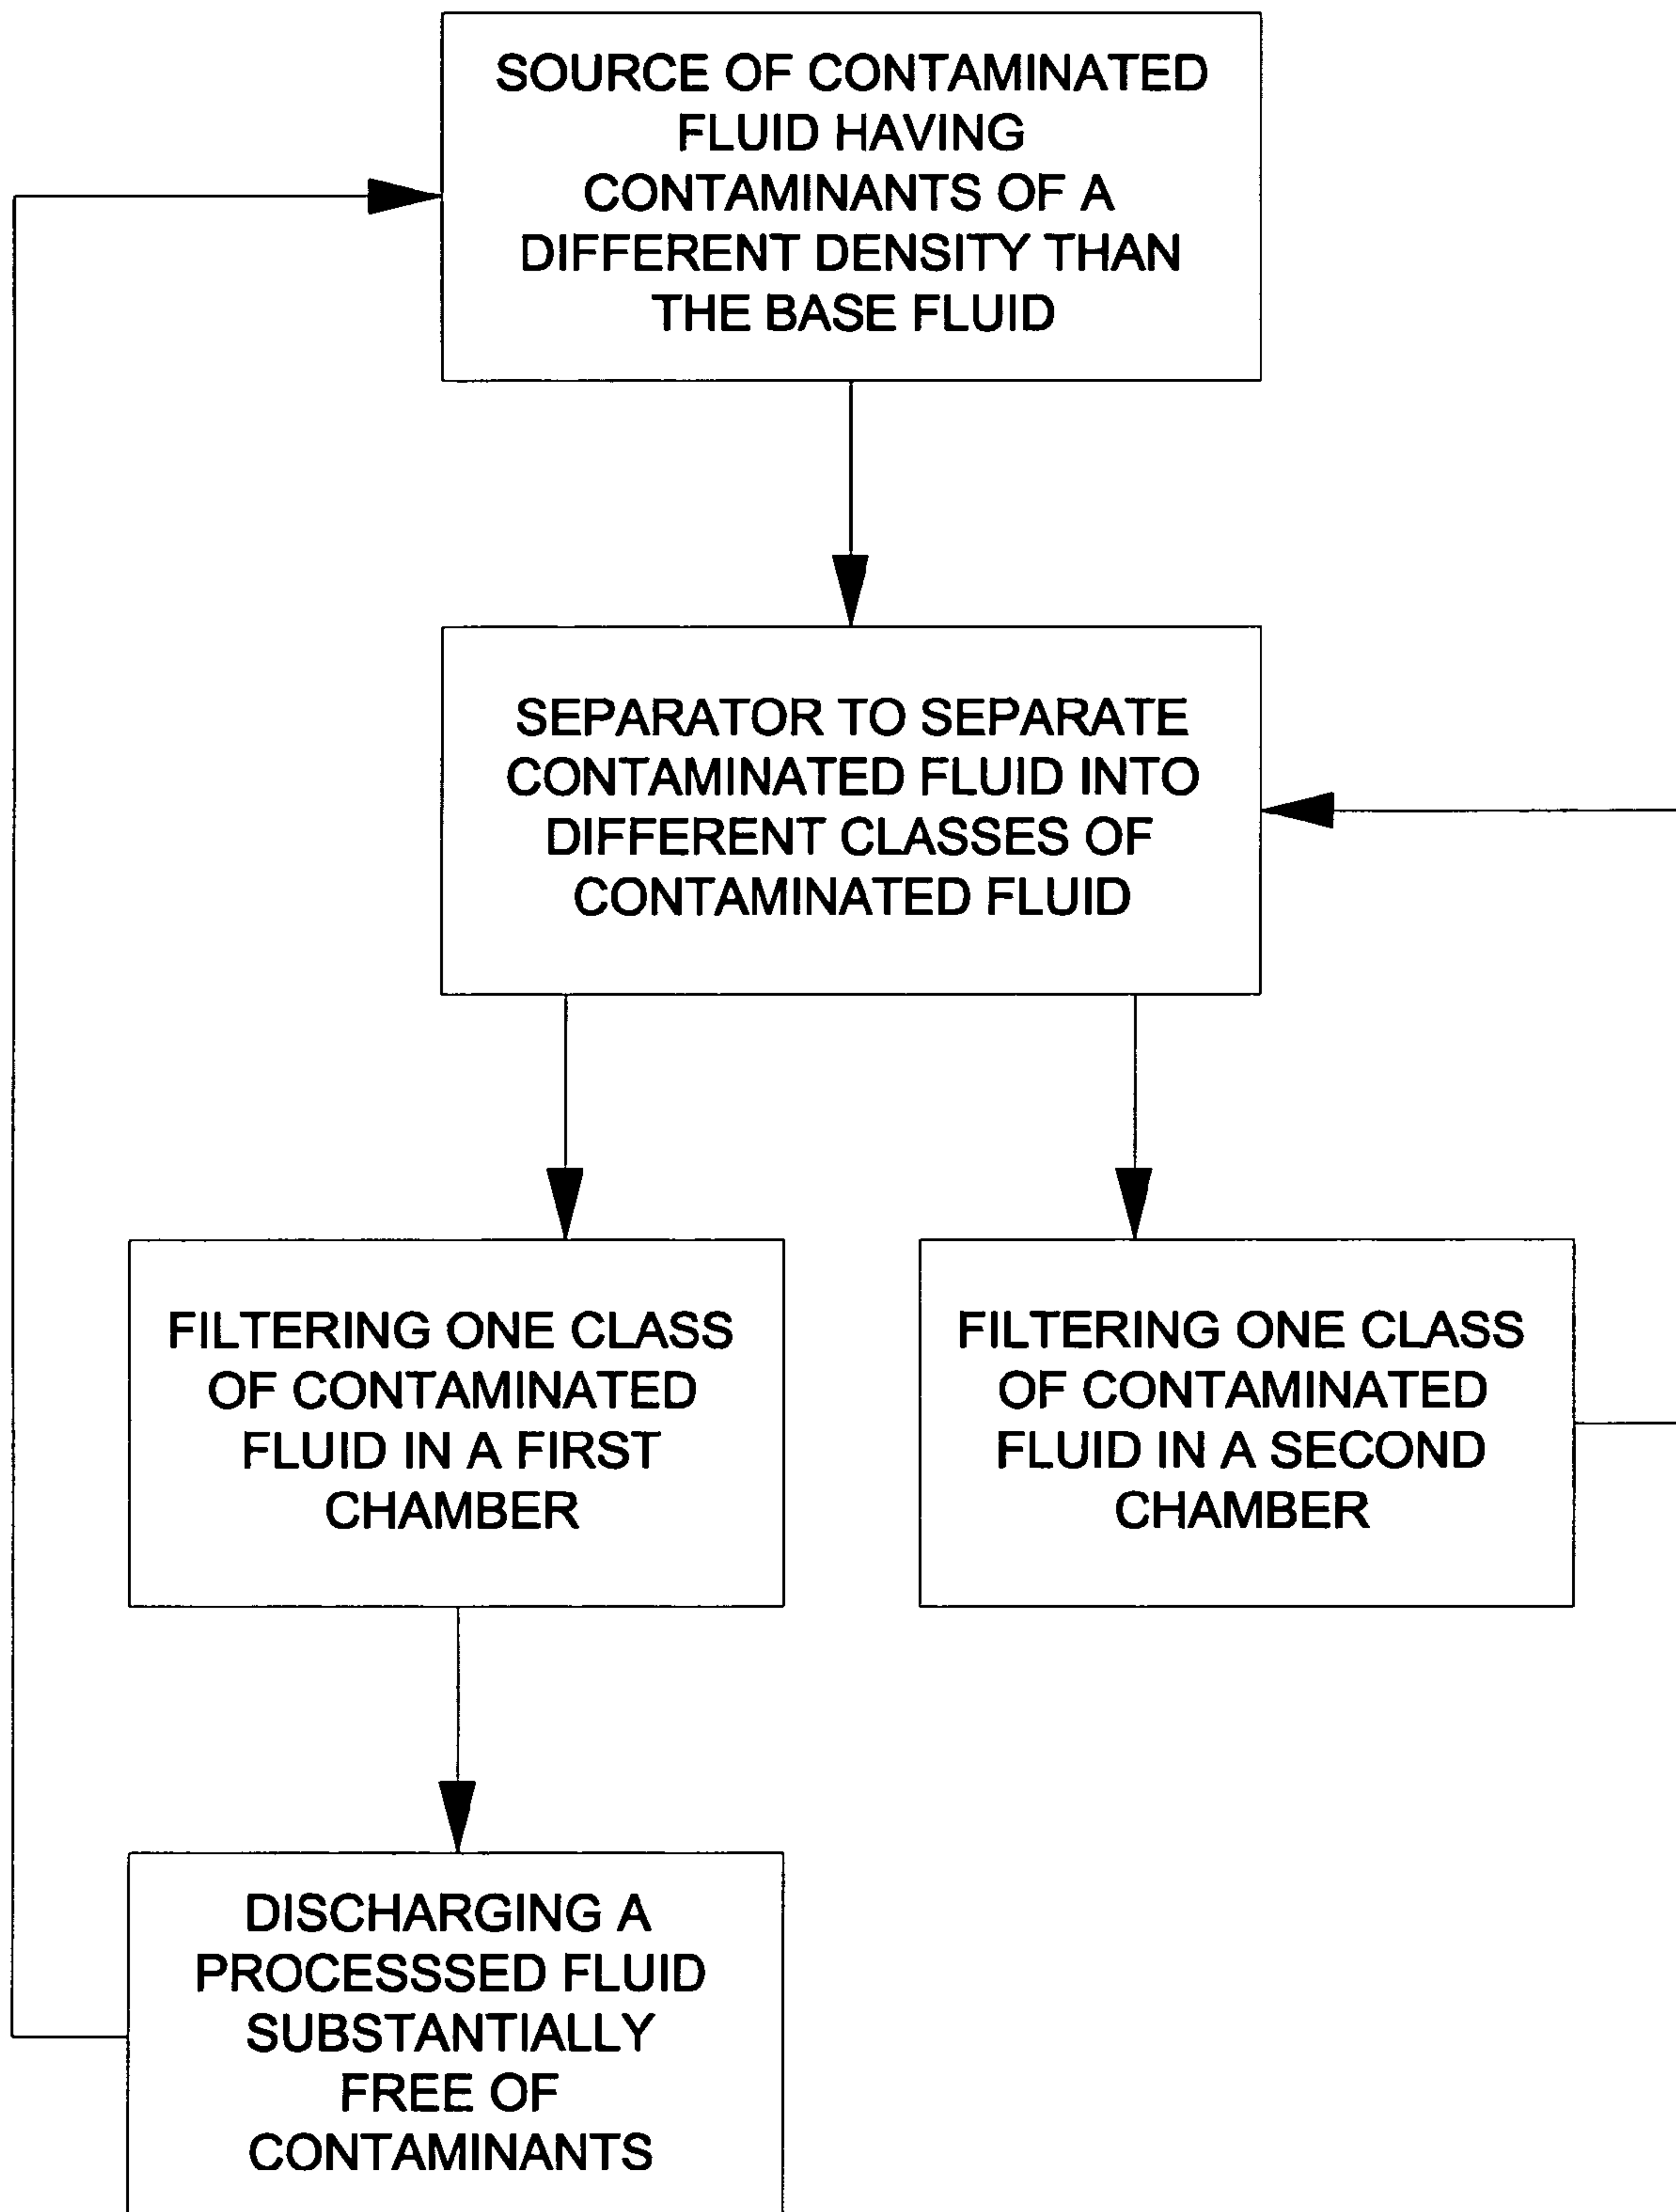 SOURCE OF CONTAMINATED
FLUID HAVING
CONTAMINANTS OF A
DIFFERENT DENSITY THAN
THE BASE FLUID
SEPARATOR TO SEPARATE
CONTAMINATED FLUID INTO
DIFFERENT CLASSES OF
CONTAMINATED FLUID
FILTERING ONE CLASS
OF CONTAMINATED
FLUID IN A FIRST
CHAMBER
FILTERING ONE CLASS
OF CONTAMINATED
FLUID IN A SECOND
CHAMBER
DISCHARGING A
PROCESSSED FLUID
SUBSTANTIALLY
FREE OF
CONTAMINANTS